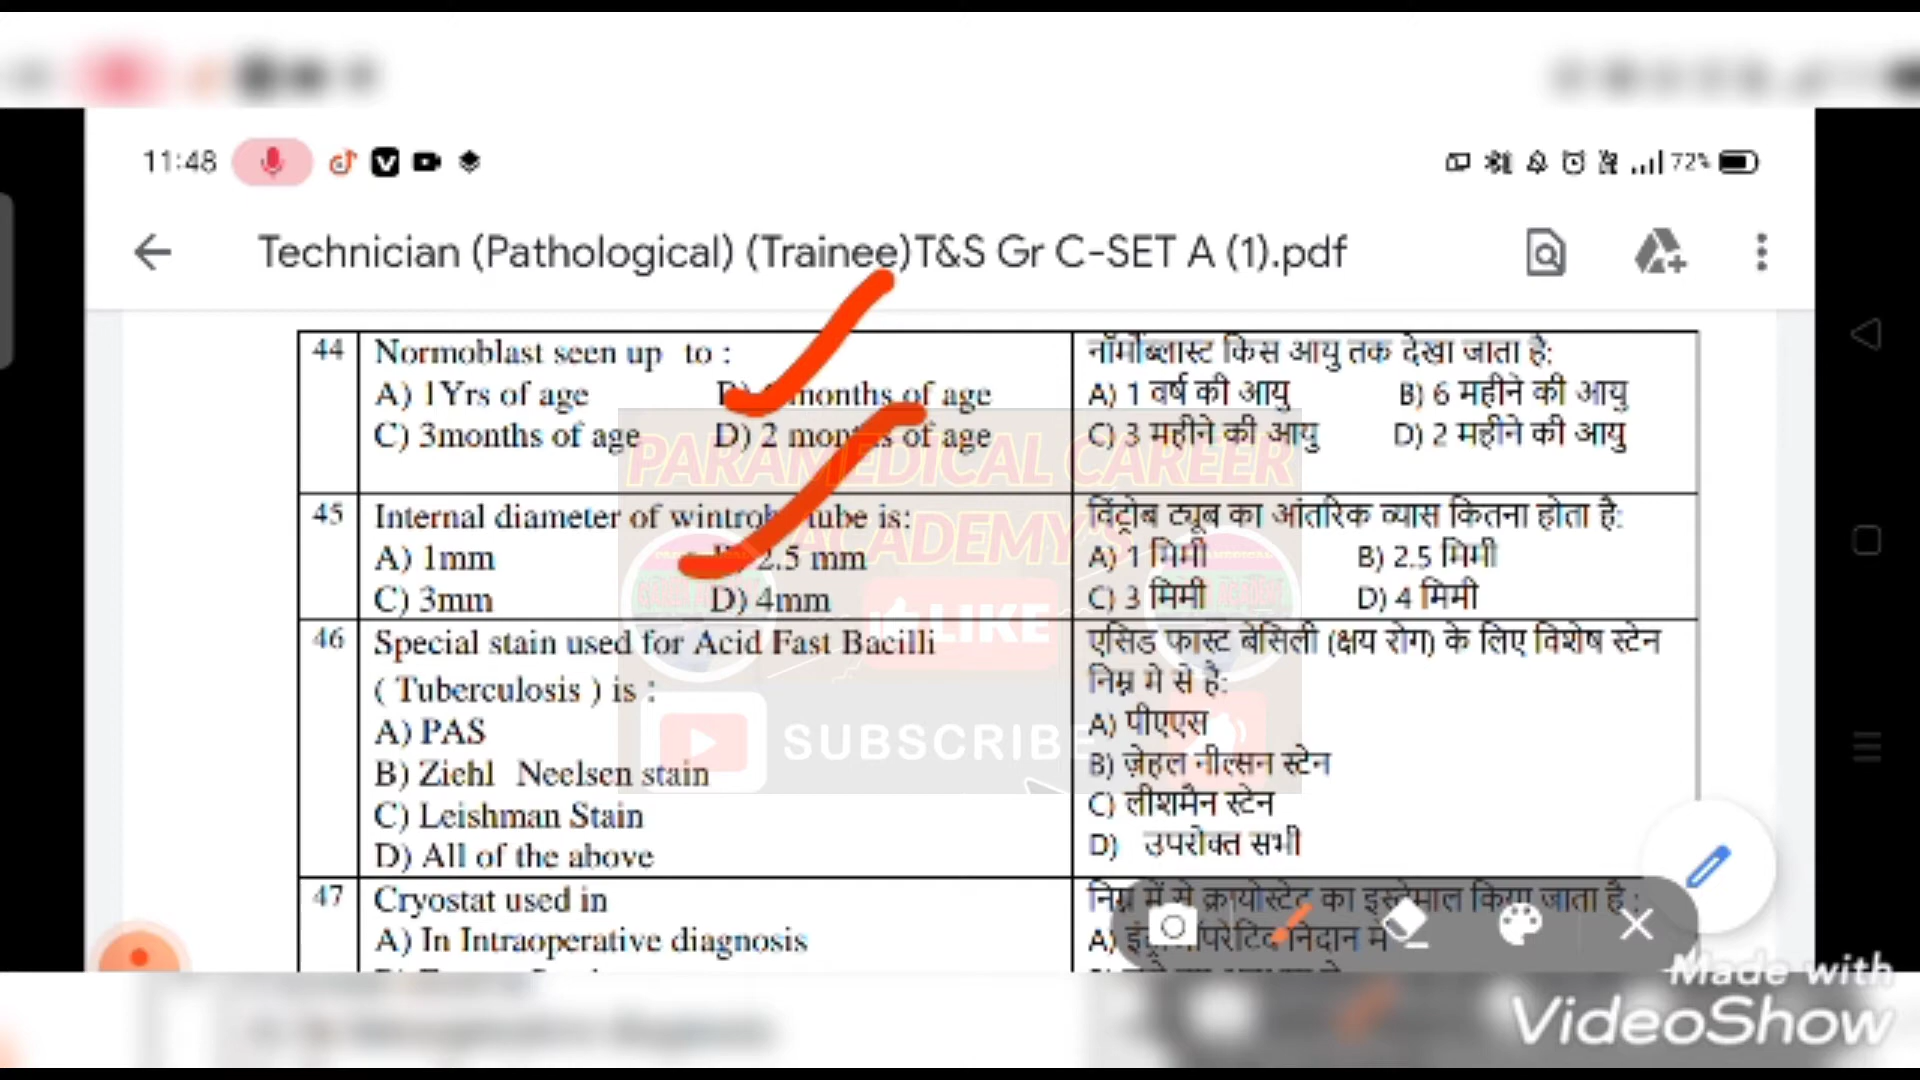 11:48
72%
Technician (Pathological) (Trainee)T&S Gr C-SET A (1).pdf
44 Normoblast seen up to :
A) 1Yrs of age months of age
C) 3months of age D) 2 months of age
नॉर्मोब्लास्ट किस आयु तक देखा जाता है:
A) 1 वर्ष की आयु B) 6 महीने की आयु
C) 3 महीने की आयु D) 2 महीने की आयु
PARAMEDICAL CAREER
ACADEMY'S
45 Internal diameter of wintrobe tube is:
A) 1mm 2.5 mm
C) 3mm D) 4mm
विंट्रोब ट्यूब का आंतरिक व्यास कितना होता है:
A) 1 मिमी B) 2.5 मिमी
C) 3 मिमी D) 4 मिमी
LIKE
46 Special stain used for Acid Fast Bacilli
( Tuberculosis ) is :
A) PAS
B) Ziehl Neelsen stain
C) Leishman Stain
D) All of the above
एसिड फास्ट बेसिली (क्षय रोग) के लिए विशेष स्टेन
निम्न मे से है:
A) पीएएस
B) ज़ेहल नील्सन स्टेन
C) लीशमैन स्टेन
D) उपरोक्त सभी
SUBSCRIBE
47 Cryostat used in
A) In Intraoperative diagnosis
निम्न में से क्रायोस्टेट का इस्तेमाल किया जाता है :
Made with
VideoShow